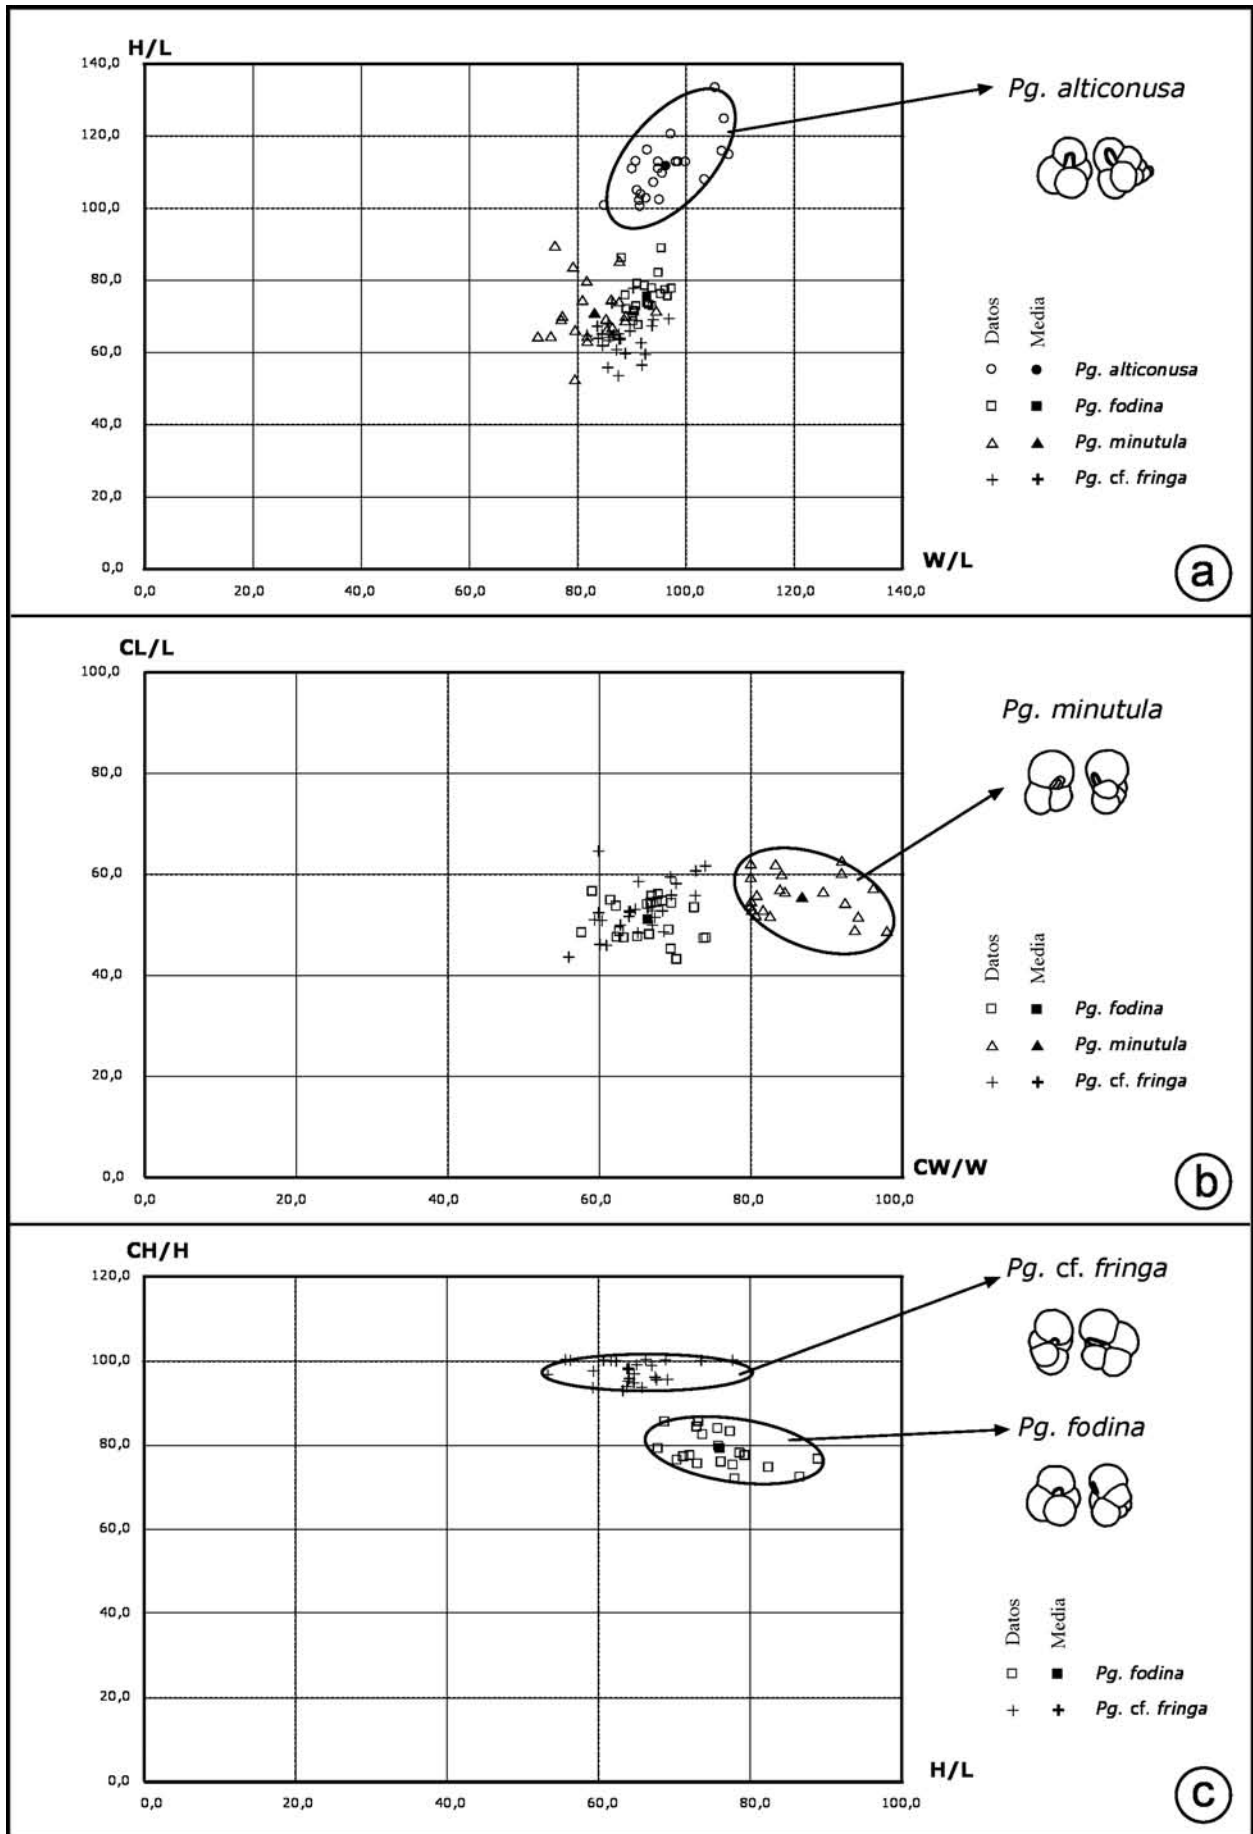 H/L
140,0
120,0
100,0
80,0
60,0
40,0
20,0
0,0
0,0 20,0 40,0 60,0 80,0 100,0 120,0 140,0
W/L
Pg. alticonusa
Datos Media
Pg. alticonusa
Pg. fodina
Pg. minutula
Pg. cf. fringa
a
CL/L
100,0
80,0
60,0
40,0
20,0
0,0
0,0 20,0 60,0 80,0 100,0
CW/W
Pg. minutula
Datos Media
Pg. fodina
Pg. minutula
Pg. cf. fringa
b
CH/H
120,0
100,0
80,0
60,0
40,0
20,0
0,0
0,0 20,0 40,0 60,0 80,0 100,0
H/L
Pg. cf. fringa
Pg. fodina
Datos Media
Pg. fodina
Pg. cf. fringa
c